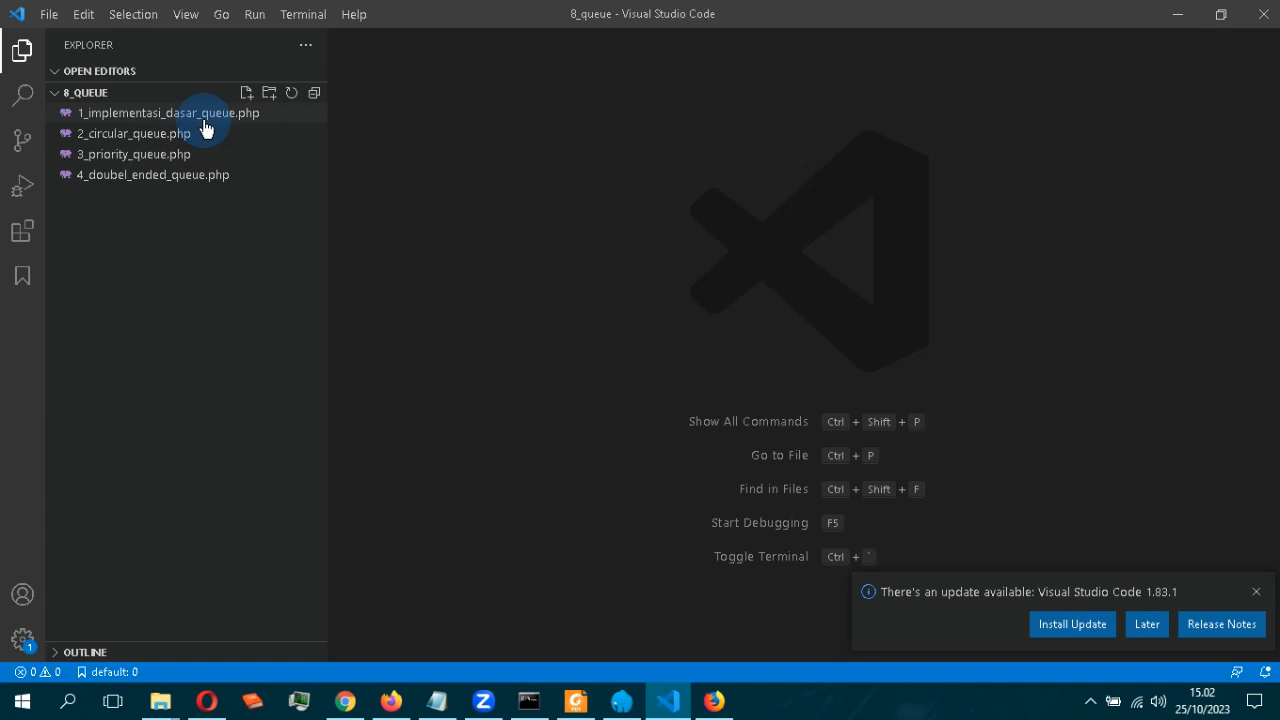 File Edit Selection View Go Run Terminal Help
8_queue - Visual Studio Code
EXPLORER
OPEN EDITORS
8_QUEUE
1_implementasi_dasar_queue.php
2_circular_queue.php
3_priority_queue.php
4_doubel_ended_queue.php
Show All Commands Ctrl + Shift + P
Go to File Ctrl + P
Find in Files Ctrl + Shift + F
Start Debugging F5
Toggle Terminal Ctrl + `
There's an update available: Visual Studio Code 1.83.1
Install Update Later Release Notes
1
OUTLINE
0 0 default: 0
15.02
25/10/2023